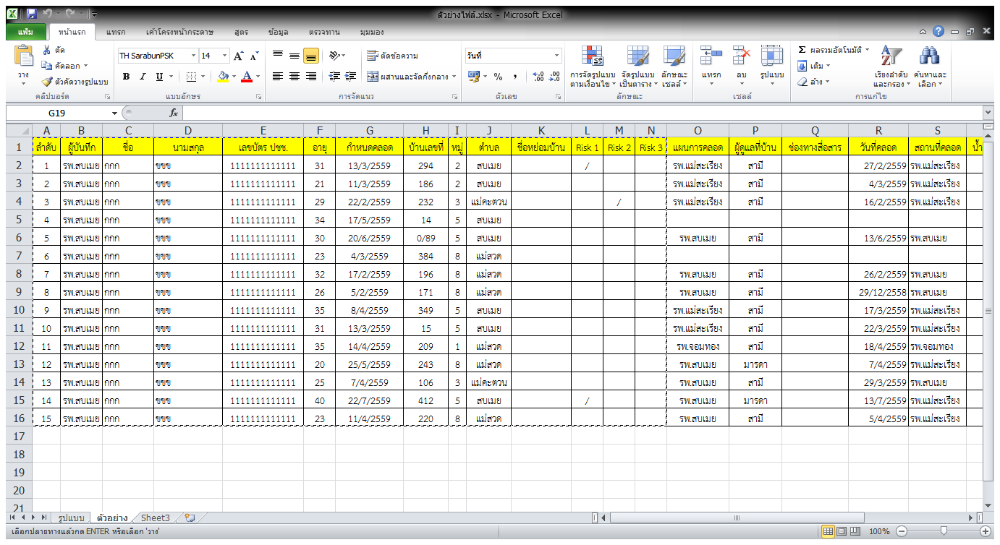 ตัวอย่างไฟล์.xlsx - Microsoft Excel
แฟ้ม หน้าแรก แทรก เค้าโครงหน้ากระดาษ สูตร ข้อมูล ตรวจทาน มุมมอง
วาง ตัด คัดลอก ตัวคัดวางรูปแบบ คลิปบอร์ด
TH SarabunPSK 14 B I U แบบอักษร
ตัดข้อความ ผสานและจัดกึ่งกลาง การจัดแนว
วันที่ % , ตัวเลข
การจัดรูปแบบตามเงื่อนไข จัดรูปแบบเป็นตาราง ลักษณะเซลล์ ลักษณะ
แทรก ลบ รูปแบบ เซลล์
Σ ผลรวมอัตโนมัติ เติม ล้าง เรียงลำดับและกรอง ค้นหาและเลือก การแก้ไข
G19 fx
A B C D E F G H I J K L M N O P Q R S
1 ลำดับ ผู้บันทึก ชื่อ นามสกุล เลขบัตร ปชช. อายุ กำหนดคลอด บ้านเลขที่ หมู่ ตำบล ชื่อหย่อมบ้าน Risk 1 Risk 2 Risk 3 แผนการคลอด ผู้ดูแลที่บ้าน ช่องทางสื่อสาร วันที่คลอด สถานที่คลอด น้ำ
2 1 รพ.สบเมย กกก ขขข 1111111111111 31 13/3/2559 294 2 สบเมย / รพ.แม่สะเรียง สามี 27/2/2559 รพ.แม่สะเรียง
3 2 รพ.สบเมย กกก ขขข 1111111111111 21 11/3/2559 186 2 สบเมย รพ.แม่สะเรียง สามี 4/3/2559 รพ.แม่สะเรียง
4 3 รพ.สบเมย กกก ขขข 1111111111111 29 22/2/2559 232 3 แม่คะตวน / รพ.แม่สะเรียง สามี 16/2/2559 รพ.แม่สะเรียง
5 4 รพ.สบเมย กกก ขขข 1111111111111 34 17/5/2559 14 5 สบเมย
6 5 รพ.สบเมย กกก ขขข 1111111111111 30 20/6/2559 0/89 5 สบเมย รพ.สบเมย สามี 13/6/2559 รพ.สบเมย
7 6 รพ.สบเมย กกก ขขข 1111111111111 23 4/3/2559 384 8 แม่สวด
8 7 รพ.สบเมย กกก ขขข 1111111111111 32 17/2/2559 196 8 แม่สวด รพ.สบเมย สามี 26/2/2559 รพ.สบเมย
9 8 รพ.สบเมย กกก ขขข 1111111111111 26 5/2/2559 171 8 แม่สวด รพ.สบเมย สามี 29/12/2558 รพ.สบเมย
10 9 รพ.สบเมย กกก ขขข 1111111111111 35 8/4/2559 349 5 สบเมย รพ.แม่สะเรียง สามี 17/3/2559 รพ.แม่สะเรียง
11 10 รพ.สบเมย กกก ขขข 1111111111111 31 13/3/2559 15 5 สบเมย รพ.แม่สะเรียง สามี 22/3/2559 รพ.แม่สะเรียง
12 11 รพ.สบเมย กกก ขขข 1111111111111 35 14/4/2559 209 1 แม่สวด รพ.จอมทอง สามี 18/4/2559 รพ.จอมทอง
13 12 รพ.สบเมย กกก ขขข 1111111111111 20 25/5/2559 243 8 แม่สวด รพ.สบเมย มารดา 7/4/2559 รพ.แม่สะเรียง
14 13 รพ.สบเมย กกก ขขข 1111111111111 25 7/4/2559 106 3 แม่คะตวน รพ.สบเมย สามี 29/3/2559 รพ.สบเมย
15 14 รพ.สบเมย กกก ขขข 1111111111111 40 22/7/2559 412 5 สบเมย / รพ.สบเมย มารดา 13/7/2559 รพ.แม่สะเรียง
16 15 รพ.สบเมย กกก ขขข 1111111111111 23 11/4/2559 220 8 แม่สวด รพ.สบเมย สามี 5/4/2559 รพ.แม่สะเรียง
17
18
19
20
21
รูปแบบ ตัวอย่าง Sheet3
เลือกปลายทางแล้วกด ENTER หรือเลือก 'วาง' 100%